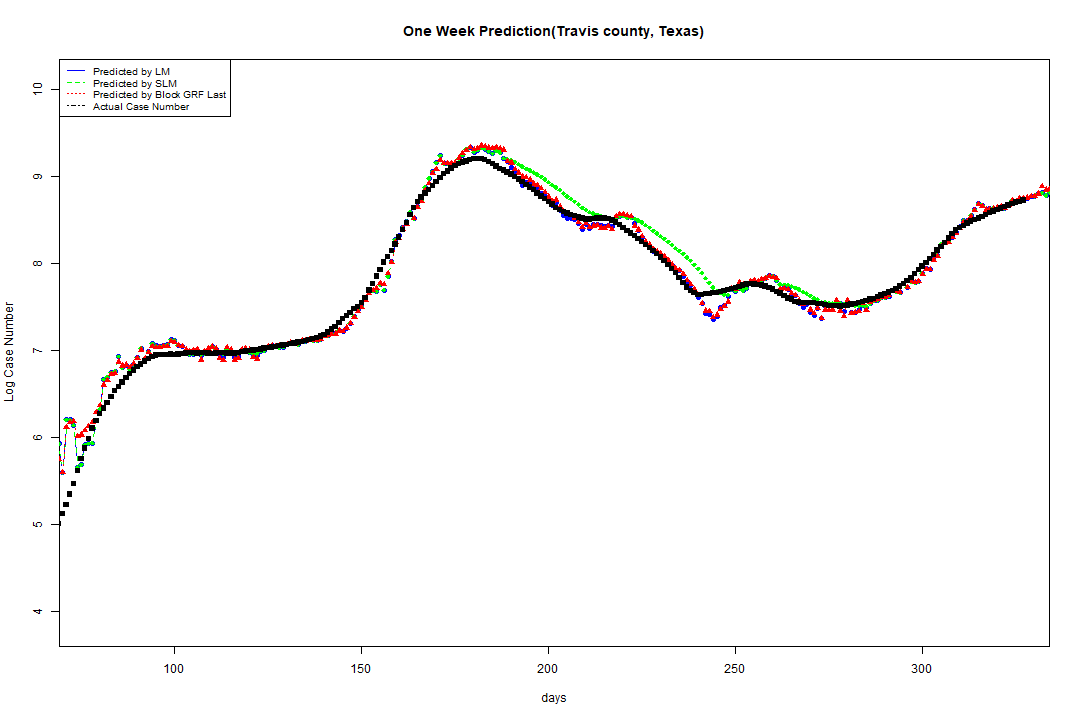 One Week Prediction(Travis county, Texas)
Predicted by LM
Predicted by SLM
Predicted by Block GRF Last
Actual Case Number
10
9
8
7
6
5
4
Log Case Number
100
150
200
250
300
days